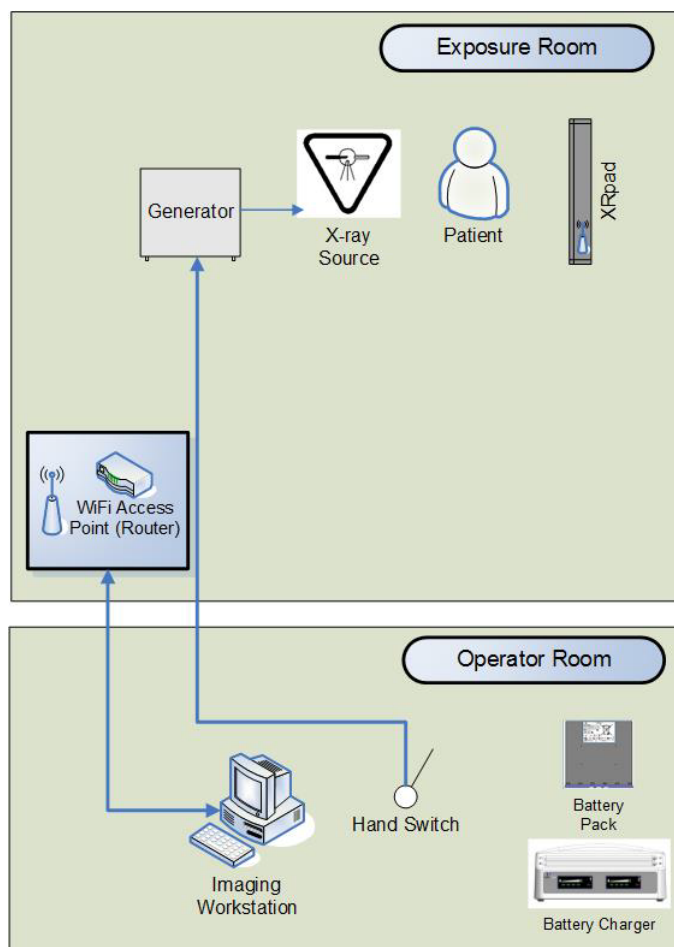 Exposure Room
Generator
X-ray
Source
Patient
XRpad
WiFi Access
Point (Router)
Operator Room
Imaging
Workstation
Hand Switch
Battery
Pack
Battery Charger